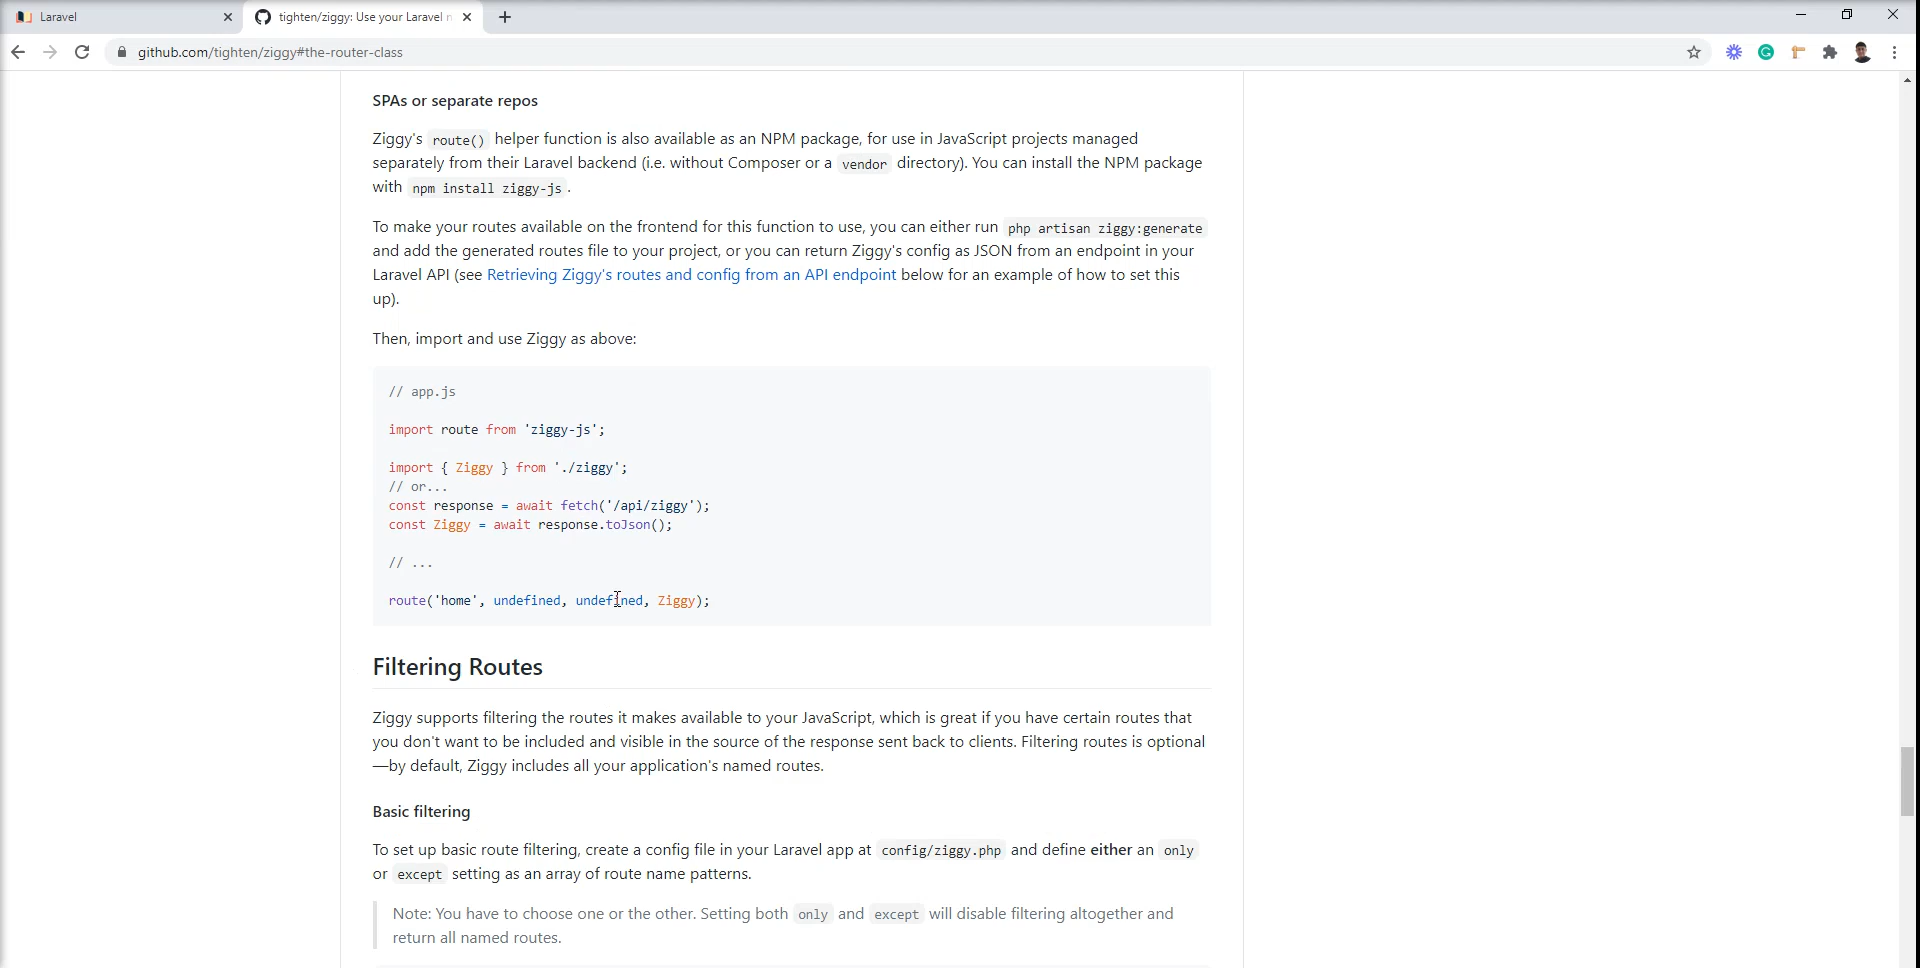 Laravel
tighten/ziggy: Use your Laravel n
github.com/tighten/ziggy#the-router-class
SPAs or separate repos
Ziggy's route() helper function is also available as an NPM package, for use in JavaScript projects managed
separately from their Laravel backend (i.e. without Composer or a vendor directory). You can install the NPM package
with npm install ziggy-js .
To make your routes available on the frontend for this function to use, you can either run php artisan ziggy:generate
and add the generated routes file to your project, or you can return Ziggy's config as JSON from an endpoint in your
Laravel API (see Retrieving Ziggy's routes and config from an API endpoint below for an example of how to set this
up).
Then, import and use Ziggy as above:
// app.js
import route from 'ziggy-js';
import { Ziggy } from './ziggy';
// or...
const response = await fetch('/api/ziggy');
const Ziggy = await response.toJson();
// ...
route('home', undefined, undefined, Ziggy);
Filtering Routes
Ziggy supports filtering the routes it makes available to your JavaScript, which is great if you have certain routes that
you don't want to be included and visible in the source of the response sent back to clients. Filtering routes is optional
—by default, Ziggy includes all your application's named routes.
Basic filtering
To set up basic route filtering, create a config file in your Laravel app at config/ziggy.php and define either an only
or except setting as an array of route name patterns.
Note: You have to choose one or the other. Setting both only and except will disable filtering altogether and
return all named routes.